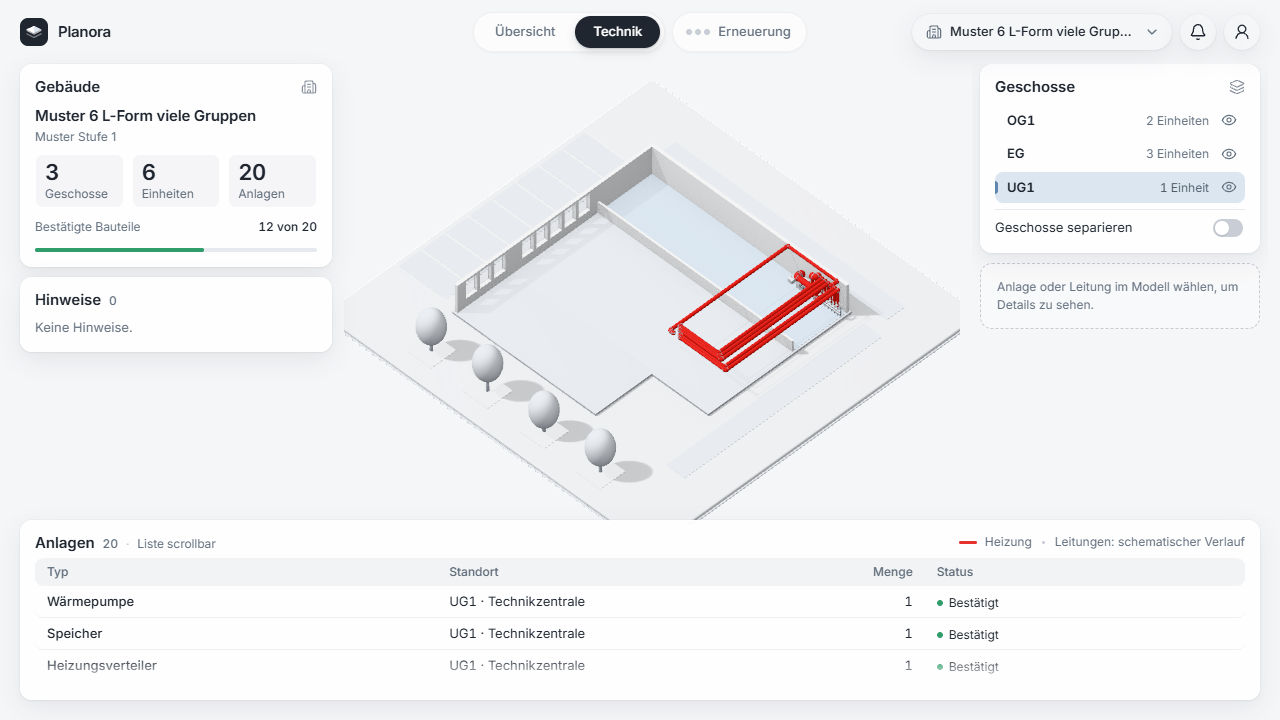 Planora
Übersicht
Technik
Erneuerung
Muster 6 L-Form viele Grup...
Gebäude
Muster 6 L-Form viele Gruppen
Muster Stufe 1
3
Geschosse
6
Einheiten
20
Anlagen
Bestätigte Bauteile
12 von 20
Hinweise 0
Keine Hinweise.
Geschosse
OG1 2 Einheiten
EG 3 Einheiten
UG1 1 Einheit
Geschosse separieren
Anlage oder Leitung im Modell wählen, um
Details zu sehen.
Anlagen 20 · Liste scrollbar
Heizung · Leitungen: schematischer Verlauf
Typ Standort Menge Status
Wärmepumpe UG1 · Technikzentrale 1 Bestätigt
Speicher UG1 · Technikzentrale 1 Bestätigt
Heizungsverteiler UG1 · Technikzentrale 1 Bestätigt